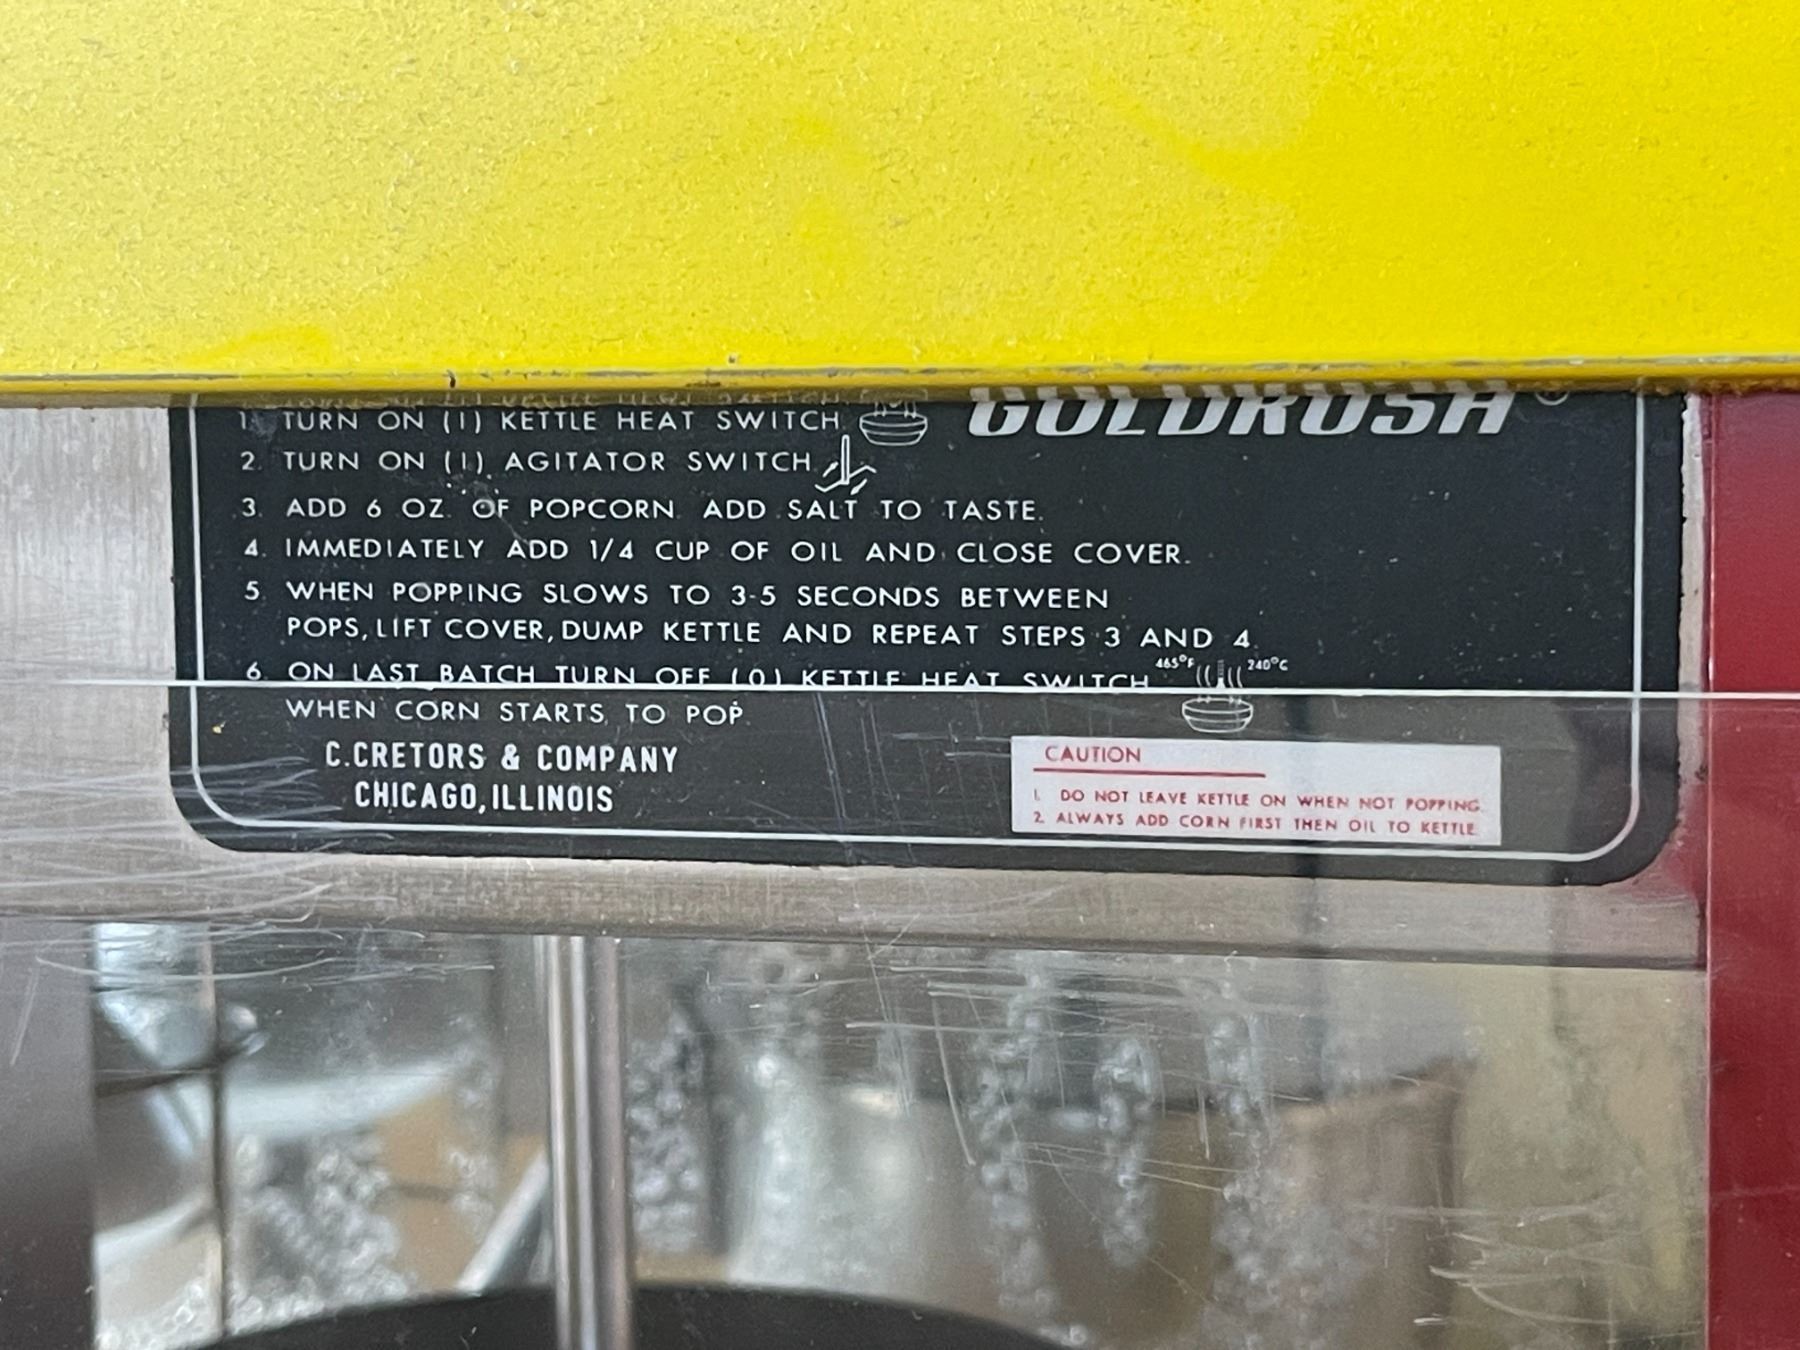 GOLDRUSH ®
1. TURN ON (I) KETTLE HEAT SWITCH.
2. TURN ON (I) AGITATOR SWITCH.
3. ADD 6 OZ. OF POPCORN. ADD SALT TO TASTE.
4. IMMEDIATELY ADD 1/4 CUP OF OIL AND CLOSE COVER.
5. WHEN POPPING SLOWS TO 3-5 SECONDS BETWEEN
POPS, LIFT COVER, DUMP KETTLE AND REPEAT STEPS 3 AND 4.
6. ON LAST BATCH TURN OFF (0) KETTLE HEAT SWITCH
WHEN CORN STARTS TO POP.
465°F 240°C
C.CRETORS & COMPANY
CHICAGO, ILLINOIS
CAUTION
1. DO NOT LEAVE KETTLE ON WHEN NOT POPPING.
2. ALWAYS ADD CORN FIRST THEN OIL TO KETTLE.